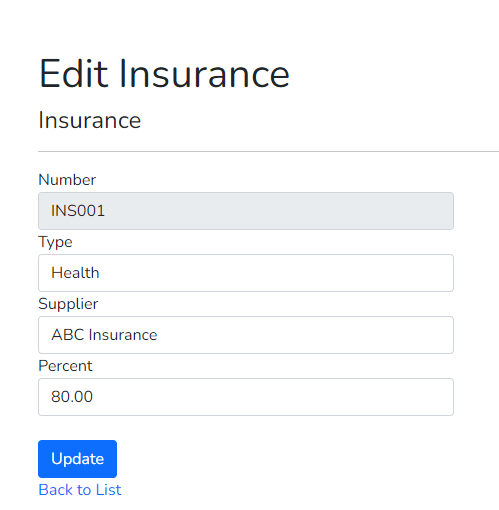 Edit Insurance
Insurance
Number
INS001
Type
Health
Supplier
ABC Insurance
Percent
80.00
Update
Back to List